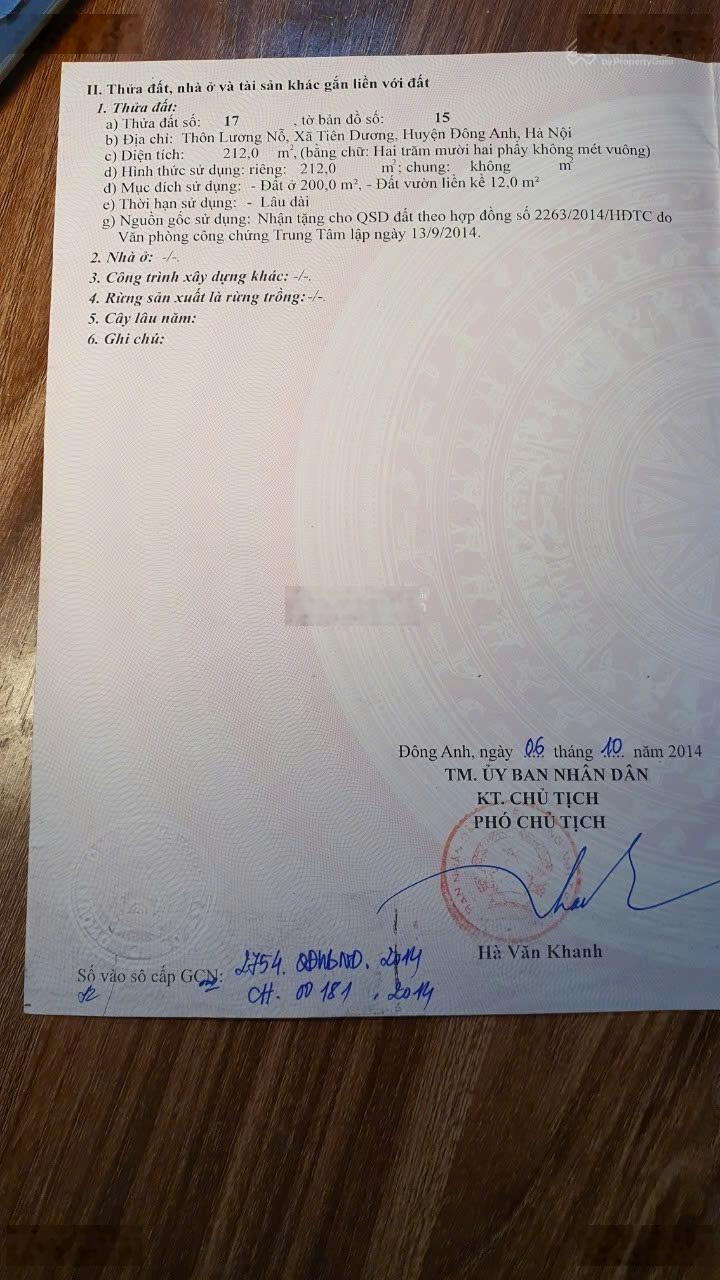 by PropertyGuru
II. Thửa đất, nhà ở và tài sản khác gắn liền với đất
1. Thửa đất:
a) Thửa đất số: 17 , tờ bản đồ số: 15
b) Địa chỉ: Thôn Lương Nỗ, Xã Tiên Dương, Huyện Đông Anh, Hà Nội
c) Diện tích: 212,0 m², (bằng chữ: Hai trăm mười hai phẩy không mét vuông)
d) Hình thức sử dụng: riêng: 212,0 m²; chung: không m²
đ) Mục đích sử dụng: - Đất ở 200,0 m², - Đất vườn liền kề 12,0 m²
e) Thời hạn sử dụng: - Lâu dài
g) Nguồn gốc sử dụng: Nhận tặng cho QSD đất theo hợp đồng số 2263/2014/HĐTC do
Văn phòng công chứng Trung Tâm lập ngày 13/9/2014.
2. Nhà ở: -/-.
3. Công trình xây dựng khác: -/-.
4. Rừng sản xuất là rừng trồng: -/-.
5. Cây lâu năm:
6. Ghi chú:
Đông Anh, ngày 06 tháng 10 năm 2014
TM. ỦY BAN NHÂN DÂN
KT. CHỦ TỊCH
PHÓ CHỦ TỊCH
Hà Văn Khanh
Số vào sổ cấp GCN: 2754. QĐUBND. 2014
CH. 00181 . 2014